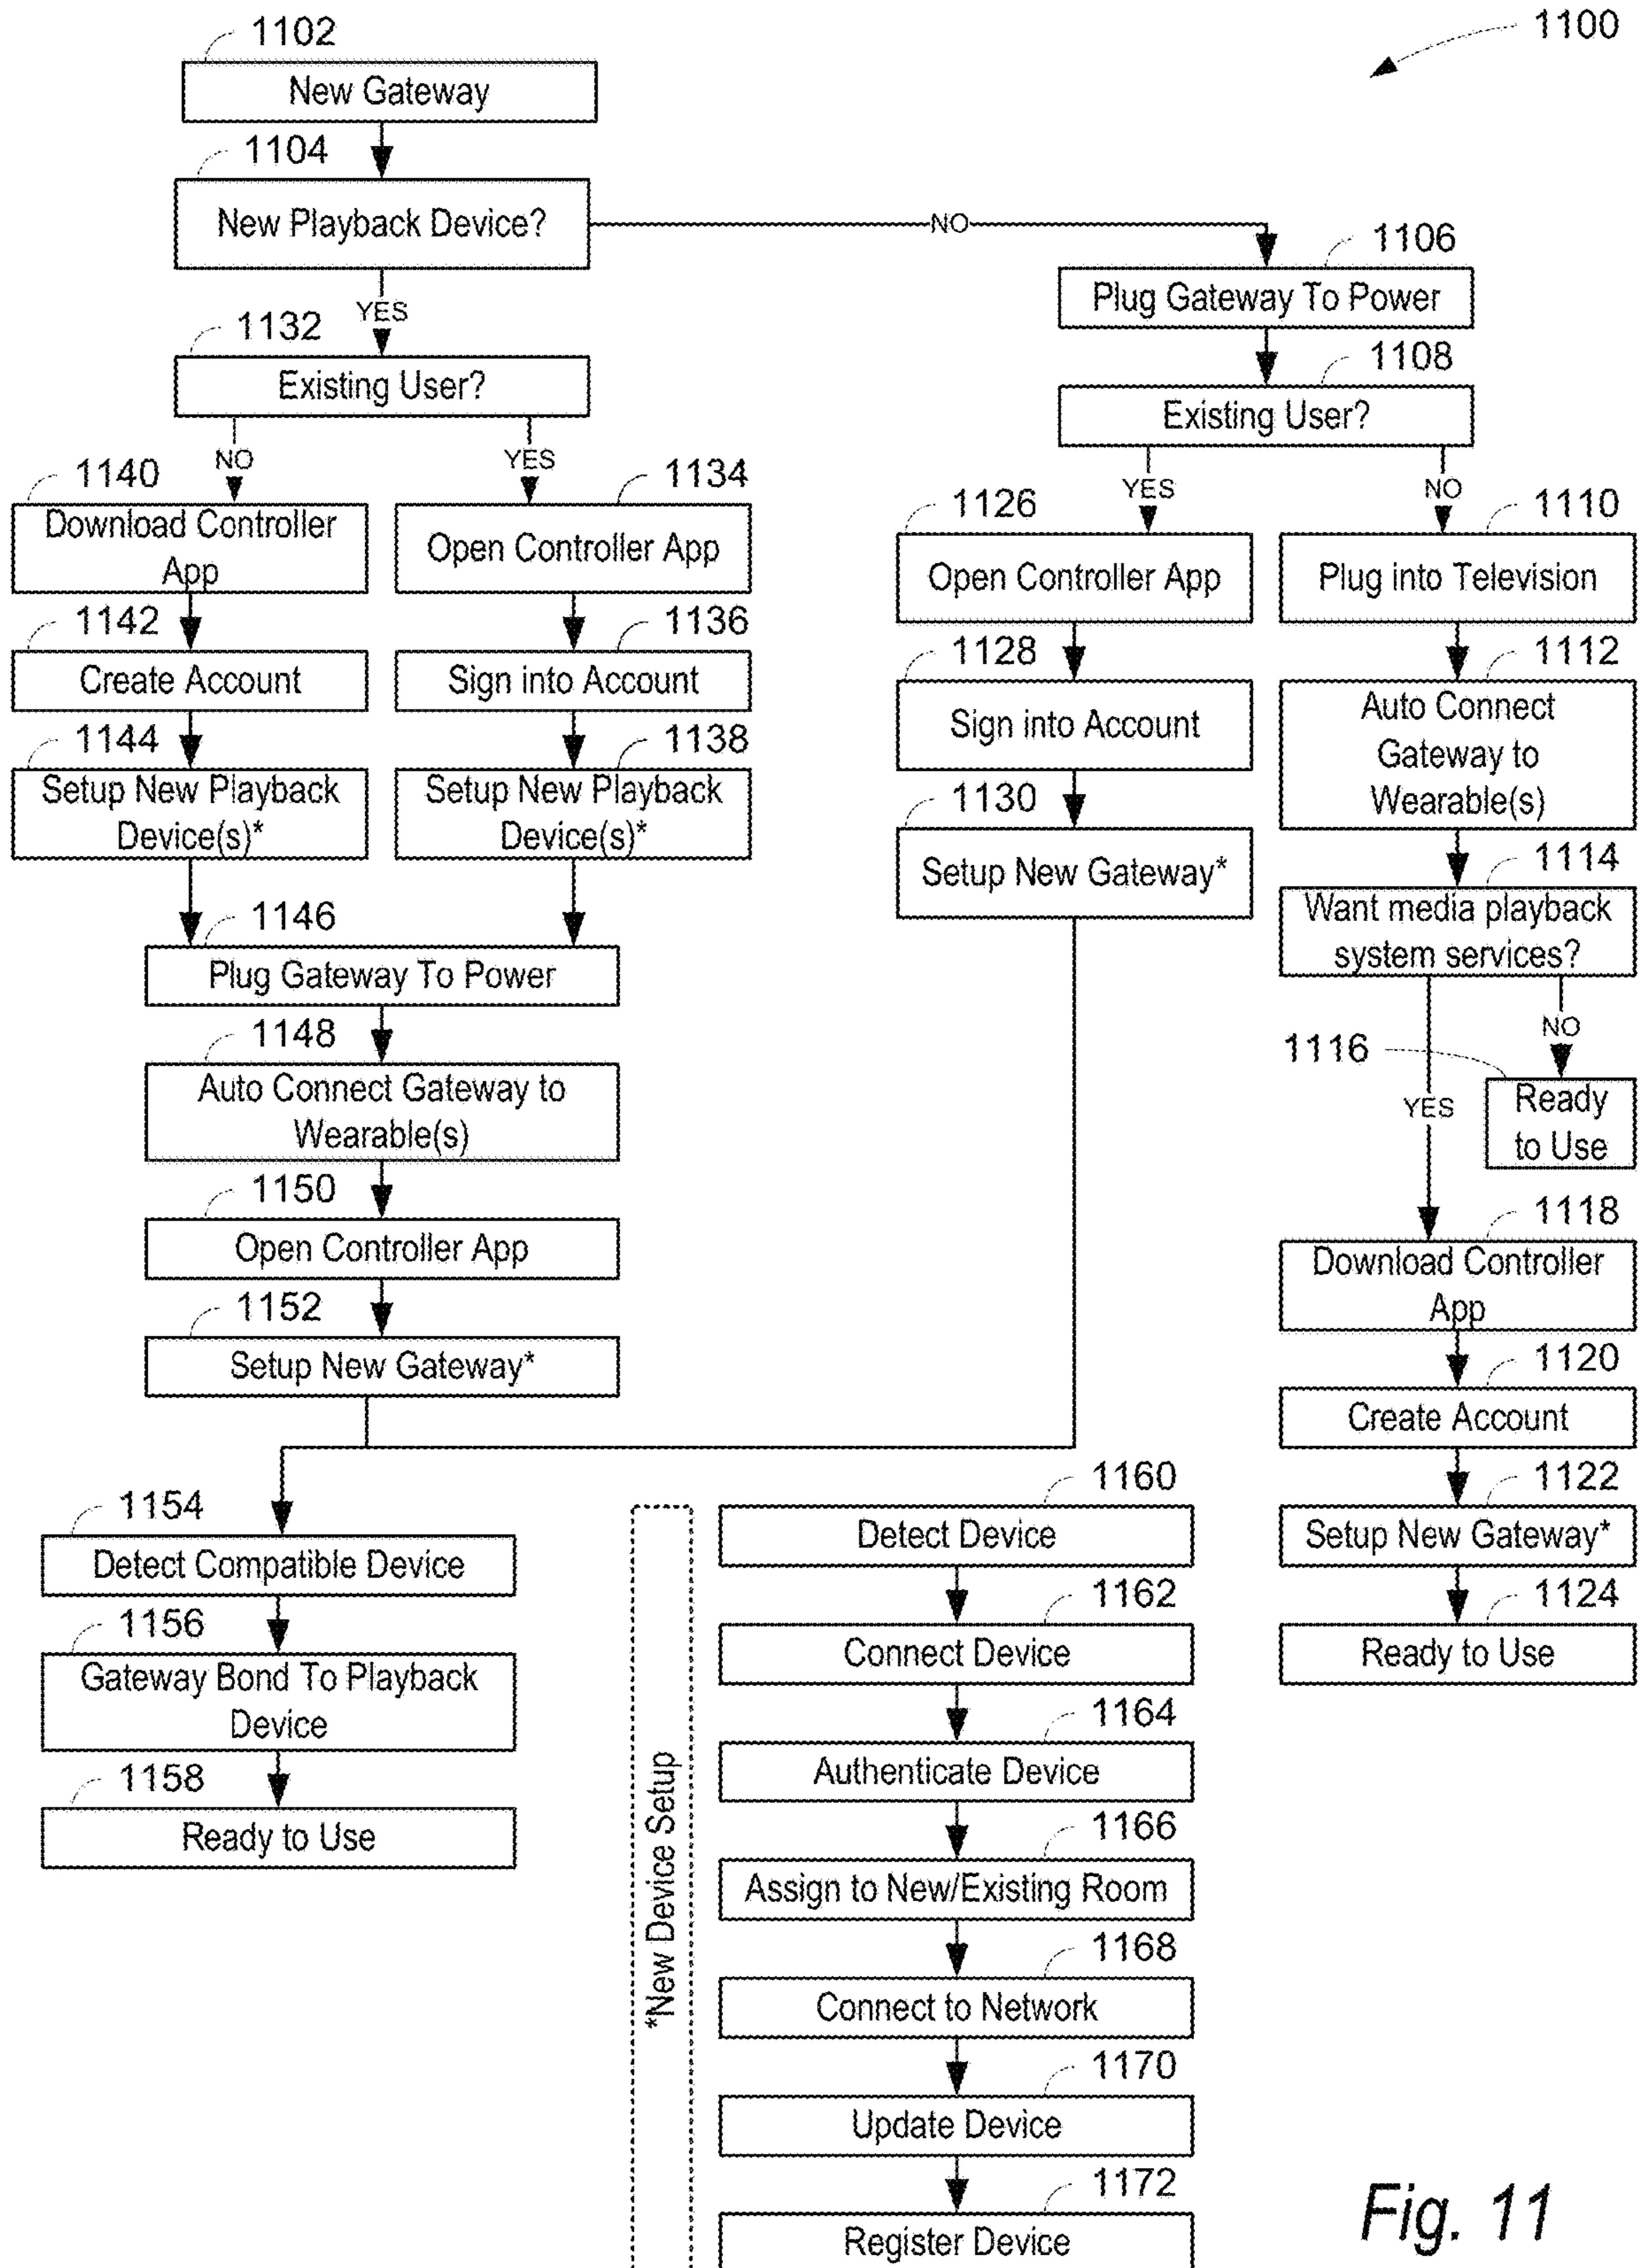 1100
1102
New Gateway
1104
New Playback Device?
NO
YES
1132
Existing User?
NO
YES
1140
Download Controller
App
1142
Create Account
1144
Setup New Playback
Device(s)*
1134
Open Controller App
1136
Sign into Account
1138
Setup New Playback
Device(s)*
1146
Plug Gateway To Power
1148
Auto Connect Gateway to
Wearable(s)
1150
Open Controller App
1152
Setup New Gateway*
1154
Detect Compatible Device
1156
Gateway Bond To Playback
Device
1158
Ready to Use
1106
Plug Gateway To Power
1108
Existing User?
YES
NO
1126
Open Controller App
1128
Sign into Account
1130
Setup New Gateway*
1110
Plug into Television
1112
Auto Connect
Gateway to
Wearable(s)
1114
Want media playback
system services?
NO
1116
Ready
to Use
YES
1118
Download Controller
App
1120
Create Account
1122
Setup New Gateway*
1124
Ready to Use
*New Device Setup
1160
Detect Device
1162
Connect Device
1164
Authenticate Device
1166
Assign to New/Existing Room
1168
Connect to Network
1170
Update Device
1172
Register Device
Fig. 11